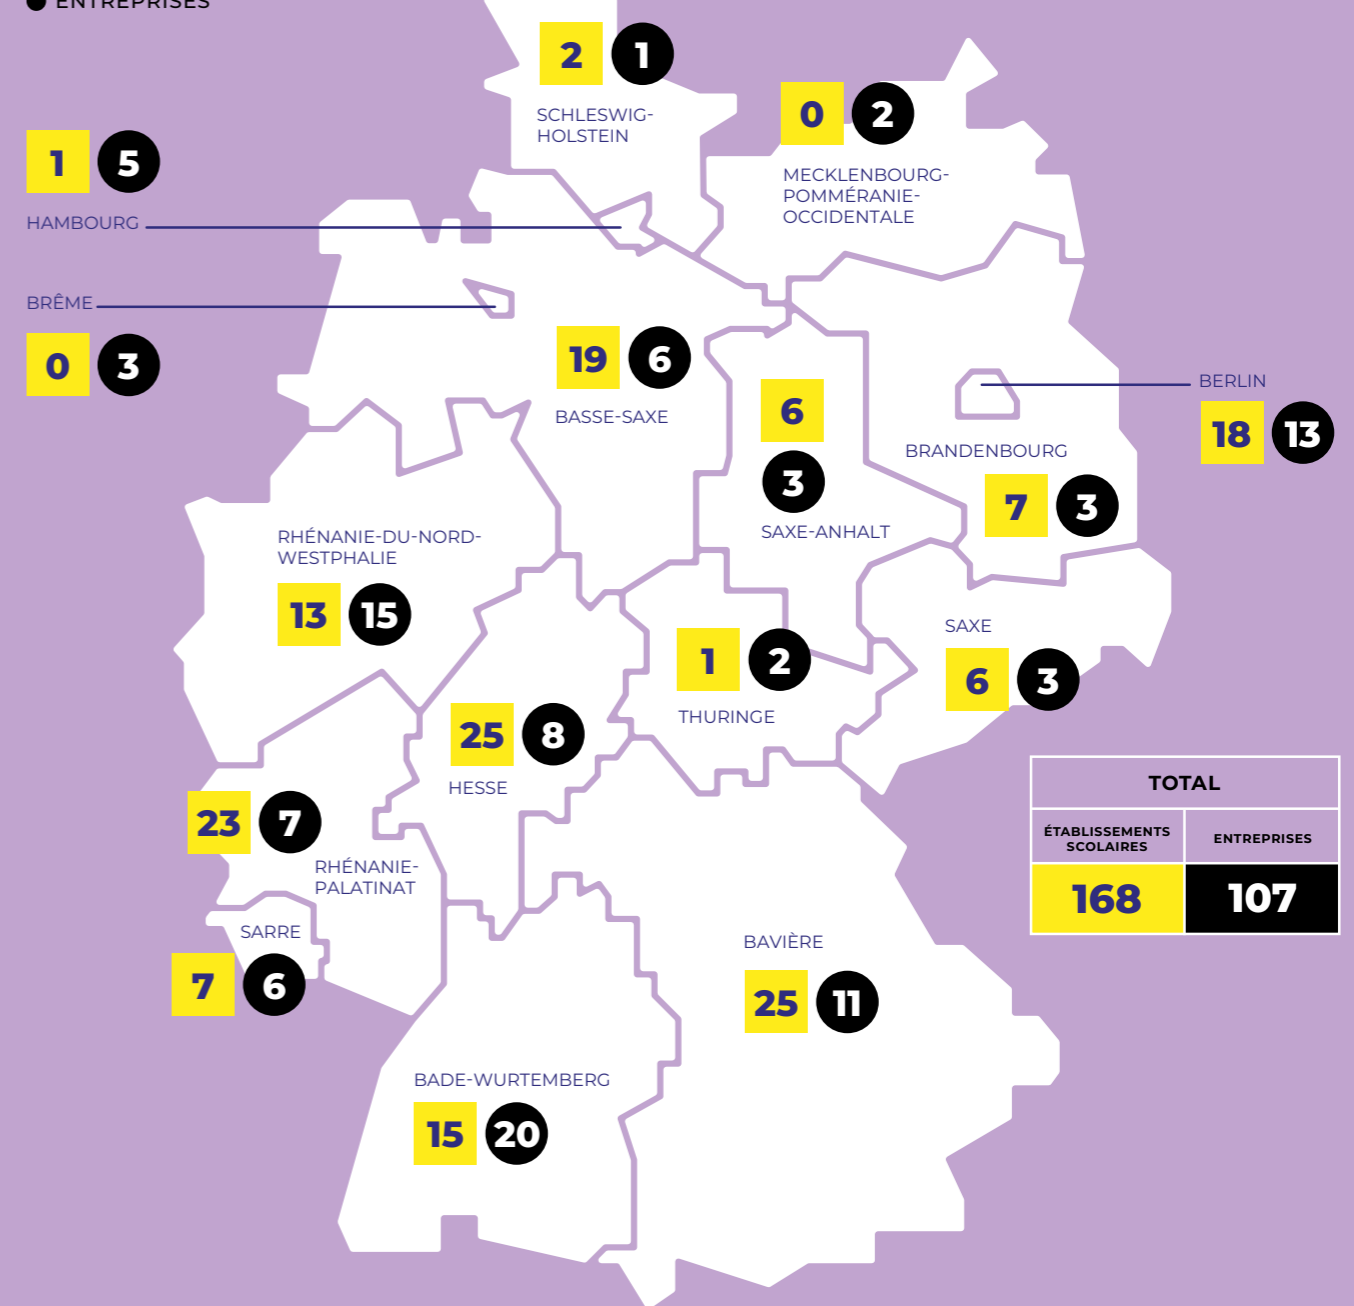 ENTREPRISES
2 1
SCHLESWIG-
HOLSTEIN
0 2
MECKLENBOURG-
POMMÉRANIE-
OCCIDENTALE
1 5
HAMBOURG
BRÊME
0 3
19 6
BASSE-SAXE
6
3
SAXE-ANHALT
BERLIN
18 13
BRANDENBOURG
7 3
RHÉNANIE-DU-NORD-
WESTPHALIE
13 15
1 2
THURINGE
SAXE
6 3
25 8
HESSE
23 7
RHÉNANIE-
PALATINAT
SARRE
7 6
BAVIÈRE
25 11
BADE-WURTEMBERG
15 20
TOTAL
ÉTABLISSEMENTS
SCOLAIRES
ENTREPRISES
168 107